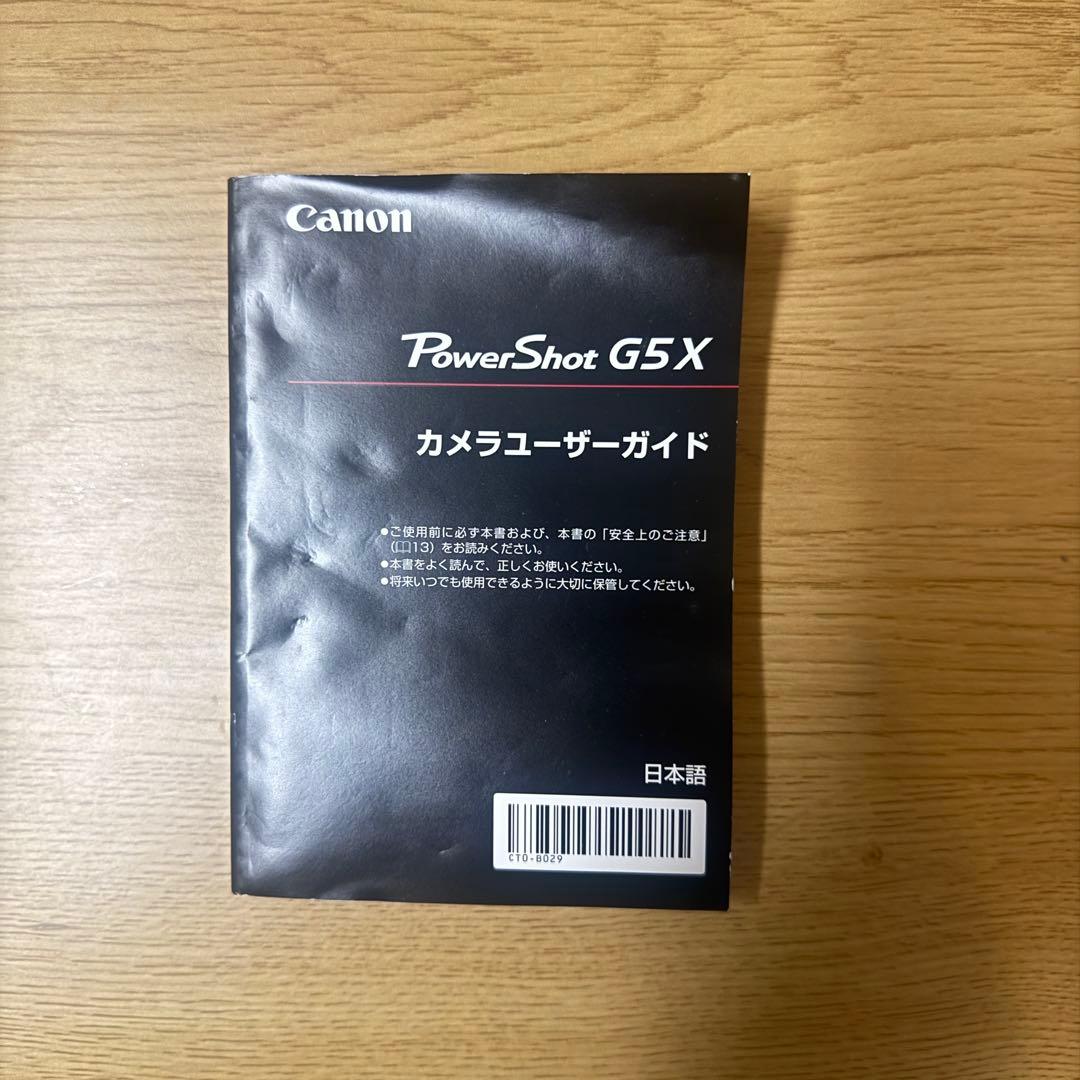 Canon
PowerShot G5 X
カメラユーザーガイド
●ご使用前に必ず本書および、本書の「安全上のご注意」
（📖13）をお読みください。
●本書をよく読んで、正しくお使いください。
●将来いつでも使用できるように大切に保管してください。
日本語
CT0-B029